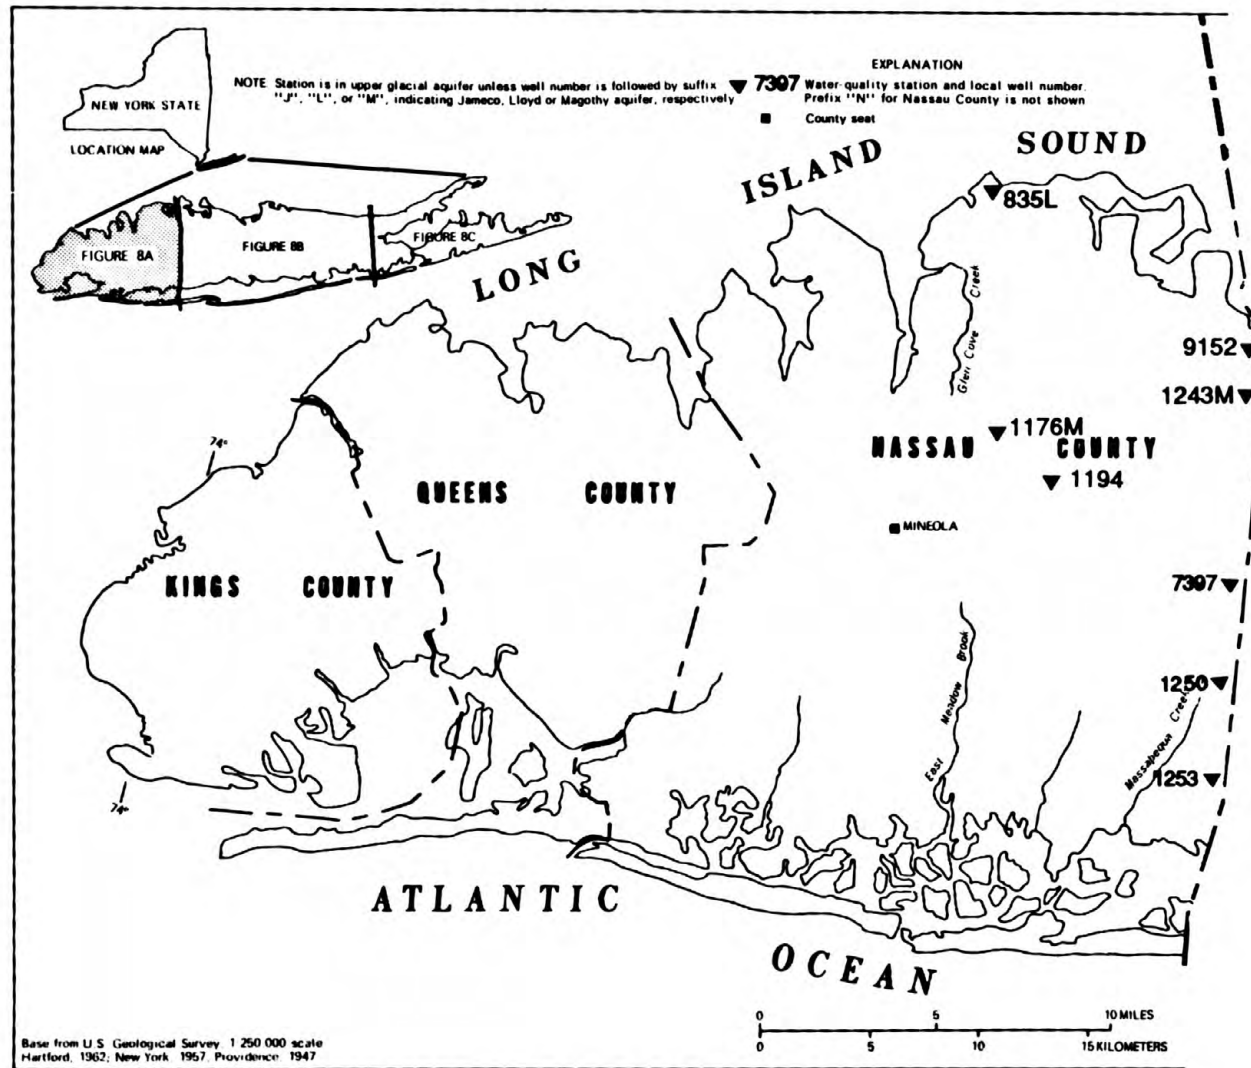 EXPLANATION
NOTE Station is in upper glacial aquifer unless well number is followed by suffix
"J", "L", or "M", indicating Jameco, Lloyd or Magothy aquifer, respectively
7397 Water-quality station and local well number.
Prefix "N" for Nassau County is not shown
County seat
NEW YORK STATE
LOCATION MAP
FIGURE 8A
FIGURE 8B
FIGURE 8C
LONG
ISLAND
SOUND
835L
Glen Cove Creek
9152
1243M
1176M
NASSAU COUNTY
1194
74°
QUEENS COUNTY
MINEOLA
KINGS COUNTY
7397
East Meadow Brook
1250
Massapequa Creek
1253
74°
ATLANTIC
OCEAN
0 5 10 MILES
0 5 10 15 KILOMETERS
Base from U.S. Geological Survey 1 250 000 scale
Hartford, 1962; New York 1957, Providence 1947